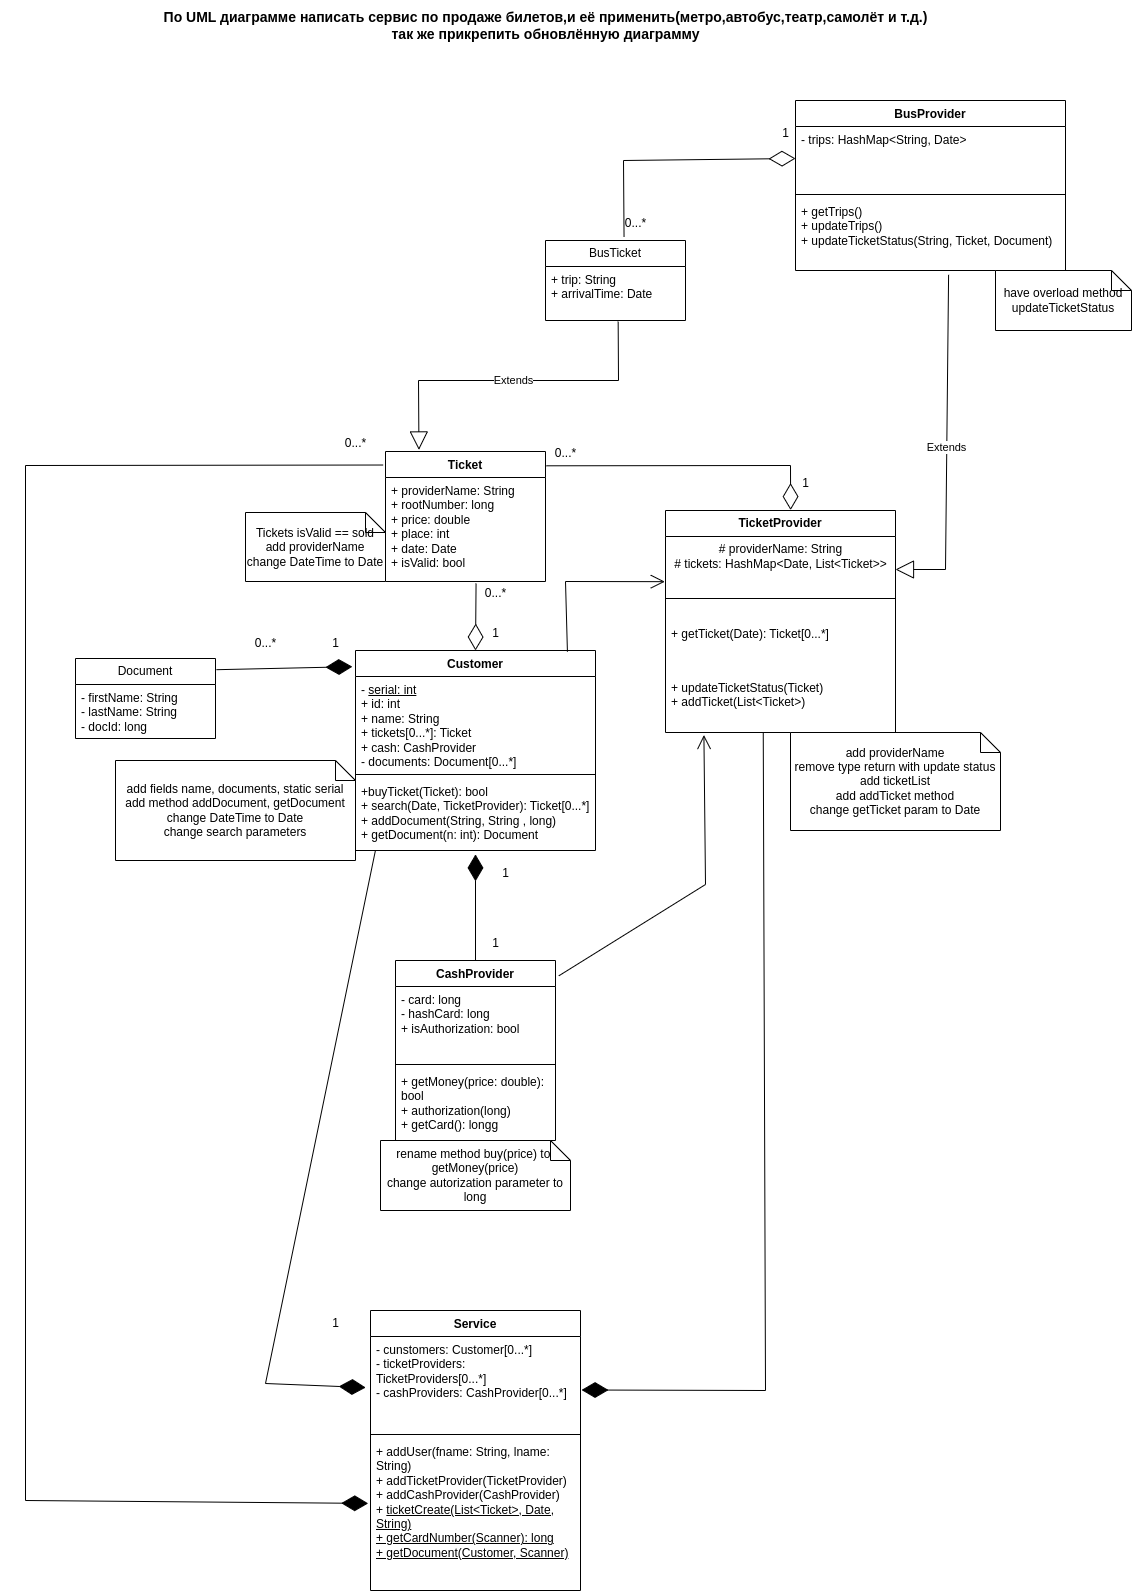 По UML диаграмме написать сервис по продаже билетов,и её применить(метро,автобус,театр,самолёт и т.д.)
так же прикрепить обновлённую диаграмму
BusProvider
1
- trips: HashMap<String, Date>
+ getTrips()
+ updateTrips()
+ updateTicketStatus(String, Ticket, Document)
0...*
BusTicket
+ trip: String
+ arrivalTime: Date
have overload method
updateTicketStatus
Extends
Extends
0...*
0...*
Ticket
+ providerName: String
+ rootNumber: long
+ price: double
+ place: int
+ date: Date
+ isValid: bool
Tickets isValid == sold
add providerName
change DateTime to Date
1
TicketProvider
# providerName: String
# tickets: HashMap<Date, List<Ticket>>
+ getTicket(Date): Ticket[0...*]
+ updateTicketStatus(Ticket)
+ addTicket(List<Ticket>)
0...*
1
0...*
1
Document
- firstName: String
- lastName: String
- docId: long
Customer
- serial: int
+ id: int
+ name: String
+ tickets[0...*]: Ticket
+ cash: CashProvider
- documents: Document[0...*]
+buyTicket(Ticket): bool
+ search(Date, TicketProvider): Ticket[0...*]
+ addDocument(String, String , long)
+ getDocument(n: int): Document
add fields name, documents, static serial
add method addDocument, getDocument
change DateTime to Date
change search parameters
add providerName
remove type return with update status
add ticketList
add addTicket method
change getTicket param to Date
1
1
CashProvider
- card: long
- hashCard: long
+ isAuthorization: bool
+ getMoney(price: double):
bool
+ authorization(long)
+ getCard(): longg
rename method buy(price) to
getMoney(price)
change autorization parameter to
long
1
Service
- cunstomers: Customer[0...*]
- ticketProviders:
TicketProviders[0...*]
- cashProviders: CashProvider[0...*]
+ addUser(fname: String, lname:
String)
+ addTicketProvider(TicketProvider)
+ addCashProvider(CashProvider)
+ ticketCreate(List<Ticket>, Date,
String)
+ getCardNumber(Scanner): long
+ getDocument(Customer, Scanner)